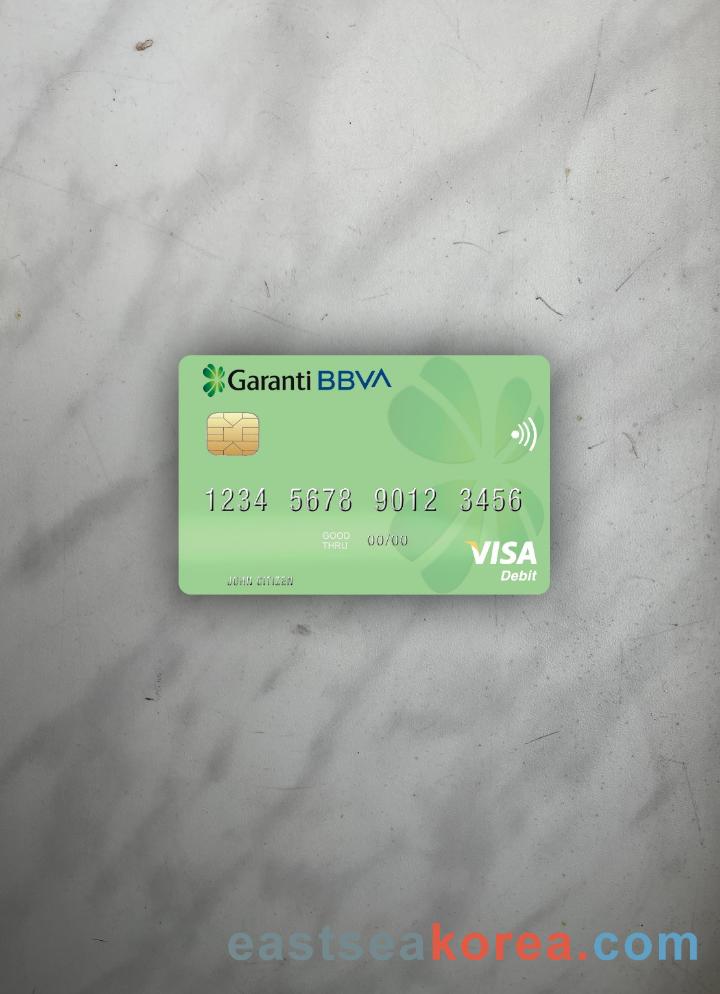 Garanti BBVA
1234 5678 9012 3456
GOOD THRU 00/00
VISA
Debit
JOHN CITIZEN
eastseakorea.com